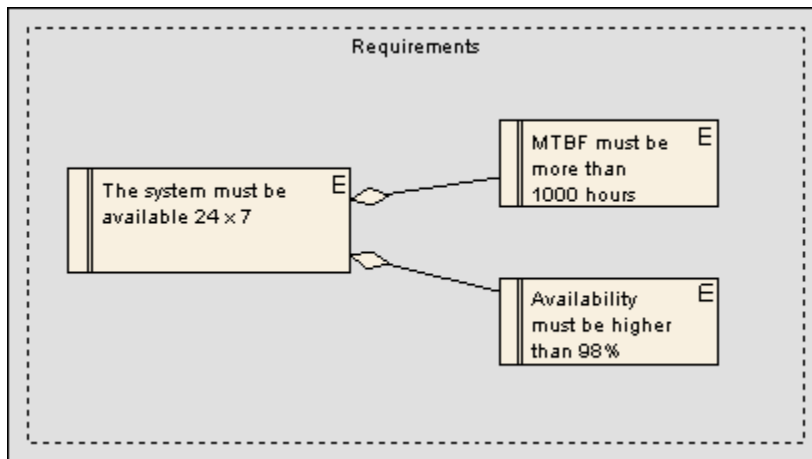 Requirements
The system must be
available 24 x 7
E
MTBF must be
more than
1000 hours
E
Availability
must be higher
than 98%
E